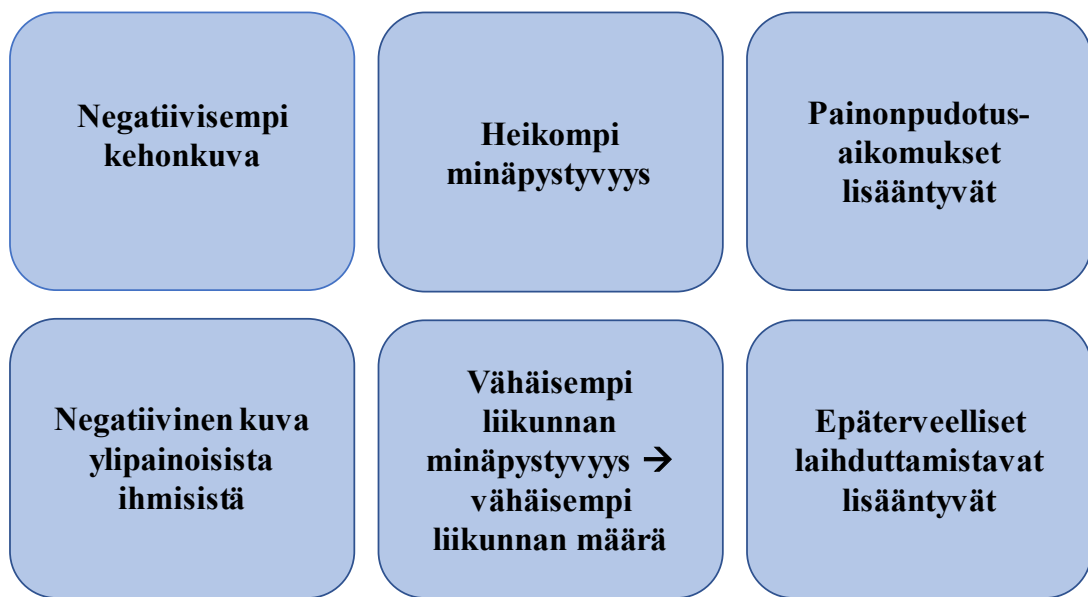 Negatiivisempi
kehonkuva
Heikompi
minäpystyvyys
Painonpudotus-
aikomukset
lisääntyvät
Negatiivinen kuva
ylipainoisista
ihmisistä
Vähäisempi
liikunnan
minäpystyvyys →
vähäisempi
liikunnan määrä
Epäterveelliset
laihduttamistavat
lisääntyvät